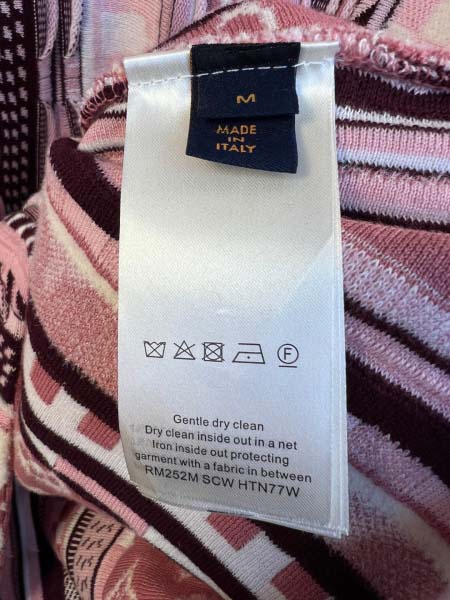 M
MADE
IN
ITALY
F
Gentle dry clean
Dry clean inside out in a net
Iron inside out protecting
garment with a fabric in between
RM252M SCW HTN77W